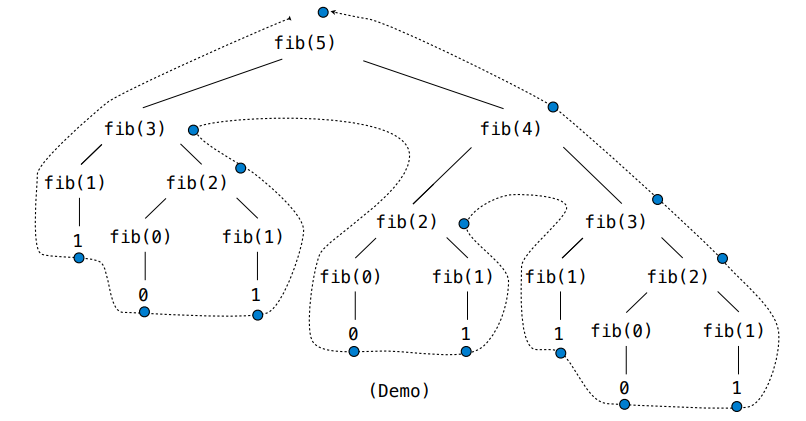 fib(5)
fib(3) fib(4)
fib(1) fib(2)
fib(2) fib(3)
1 fib(0) fib(1)
fib(0) fib(1) fib(1) fib(2)
0 1
0 1 1 fib(0) fib(1)
0 1
(Demo)